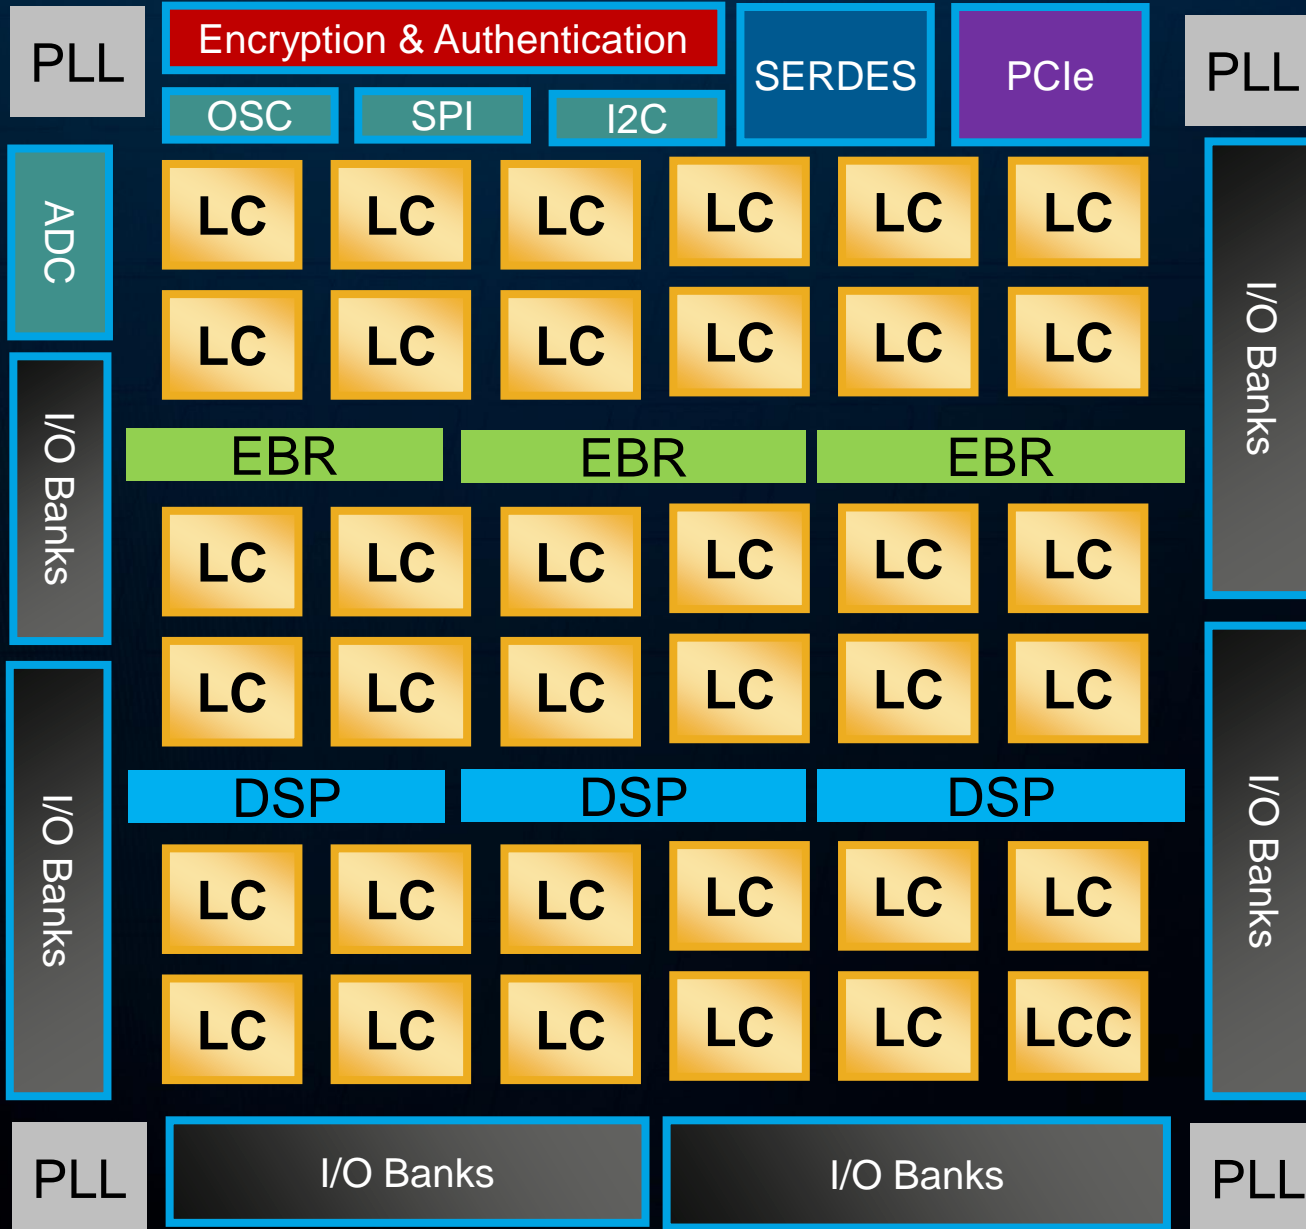 PLL
Encryption & Authentication
SERDES
PCIe
PLL
OSC
SPI
I2C
ADC
LC LC LC LC LC LC
LC LC LC LC LC LC
I/O Banks
I/O Banks
EBR EBR EBR
LC LC LC LC LC LC
LC LC LC LC LC LC
DSP DSP DSP
I/O Banks
I/O Banks
LC LC LC LC LC LC
LC LC LC LC LC LCC
PLL
I/O Banks
I/O Banks
PLL